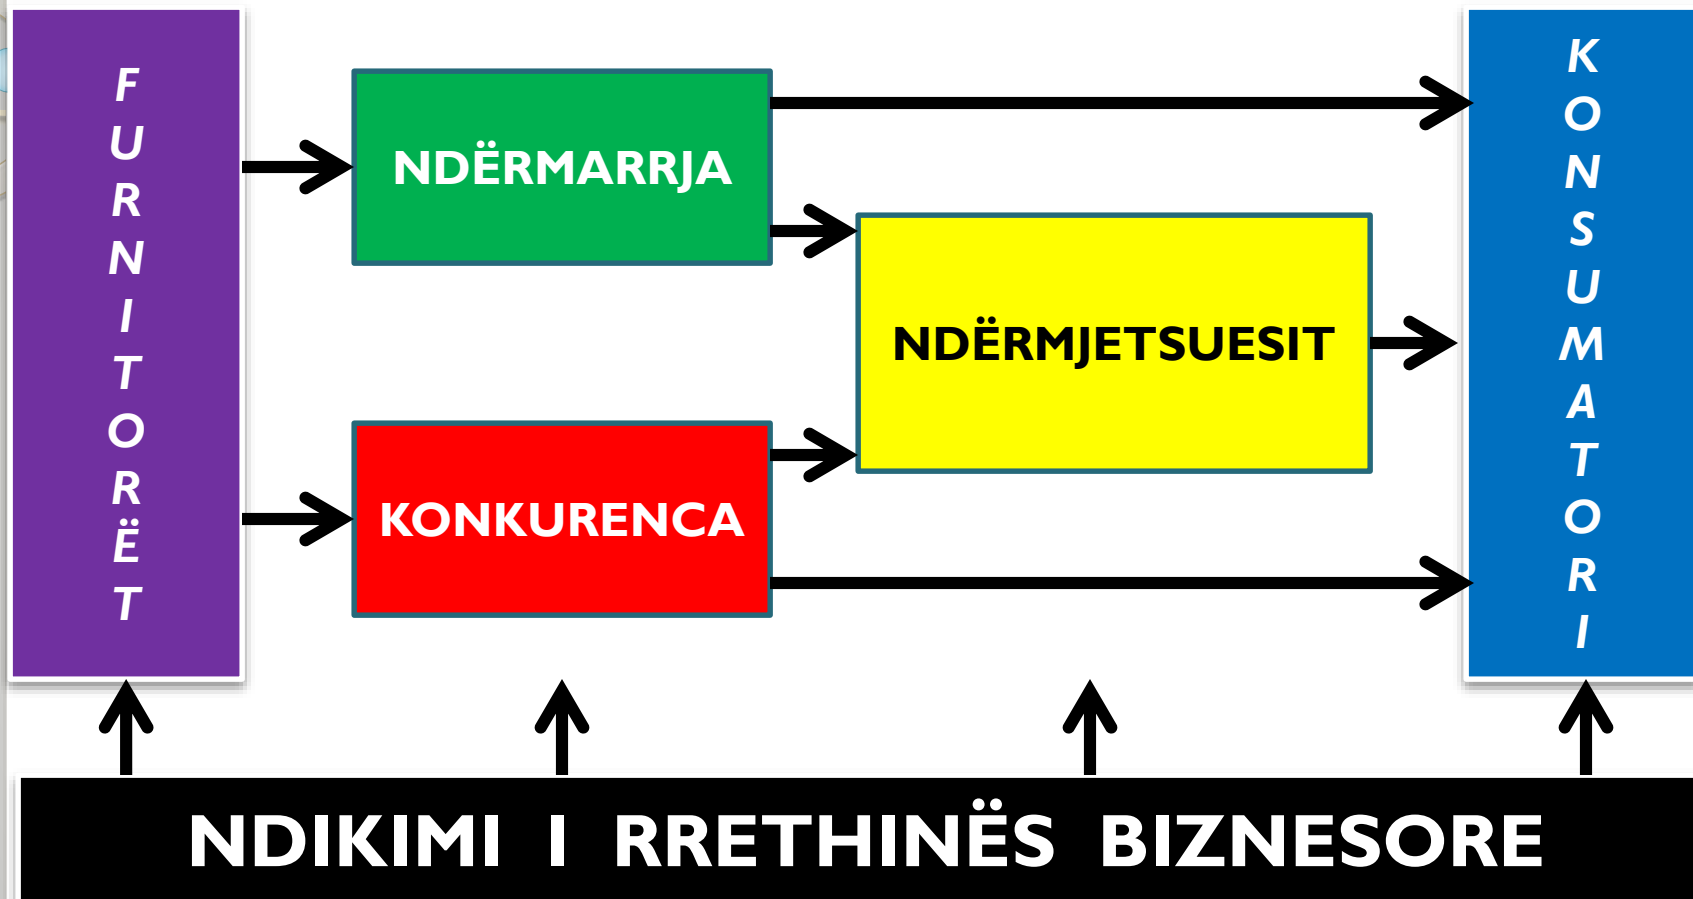 FURNITORËT
NDËRMARRJA
KONKURENCA
NDËRMJETSUESIT
KONSUMATORI
NDIKIMI I RRETHINËS BIZNESORE